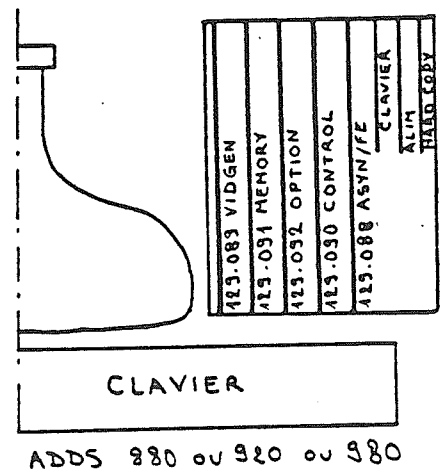 129.089 VIDGEN
129.091 MEMORY
129.092 OPTION
129.090 CONTROL
129.088 ASYN/FE
CLAVIER
ALIM
HARD COPY
CLAVIER
ADDS 880 ou 920 ou 980